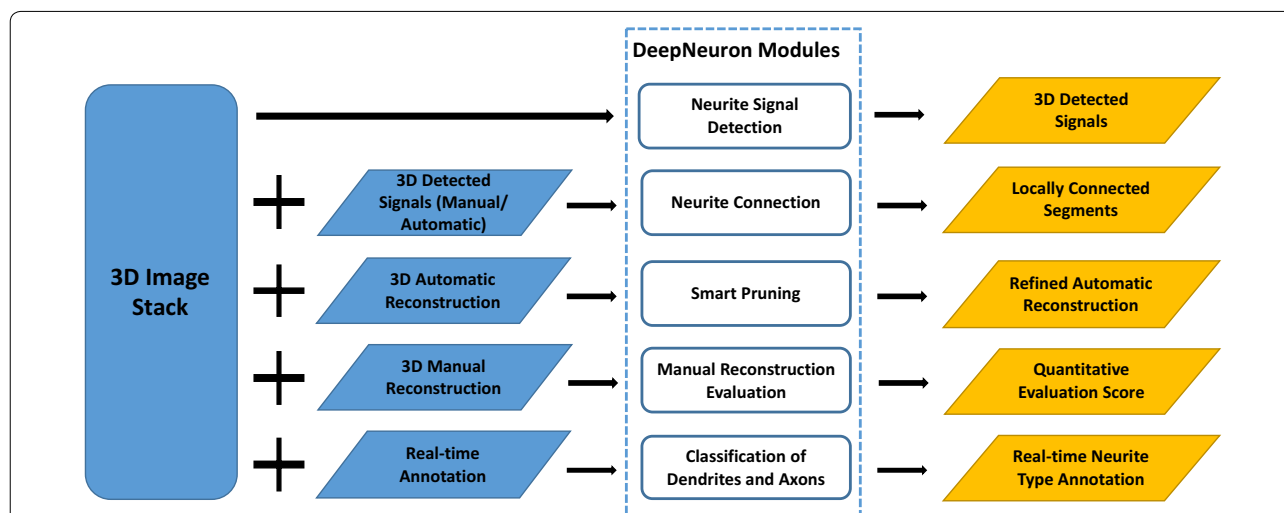 DeepNeuron Modules
3D Image
Stack
Neurite Signal
Detection
3D Detected
Signals
3D Detected
Signals (Manual/
Automatic)
Neurite Connection
Locally Connected
Segments
3D Automatic
Reconstruction
Smart Pruning
Refined Automatic
Reconstruction
3D Manual
Reconstruction
Manual Reconstruction
Evaluation
Quantitative
Evaluation Score
Real-time
Annotation
Classification of
Dendrites and Axons
Real-time Neurite
Type Annotation